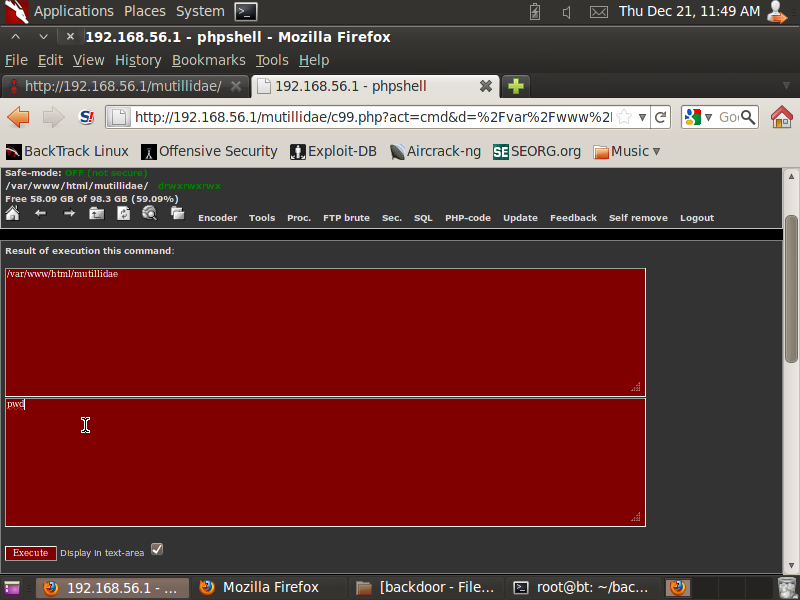 Applications Places System Thu Dec 21, 11:49 AM
192.168.56.1 - phpshell - Mozilla Firefox
File Edit View History Bookmarks Tools Help
http://192.168.56.1/mutillidae/ 192.168.56.1 - phpshell
http://192.168.56.1/mutillidae/c99.php?act=cmd&d=%2Fvar%2Fwww%2 Goo
BackTrack Linux Offensive Security Exploit-DB Aircrack-ng SE SEORG.org Music
Safe-mode: OFF (not secure)
/var/www/html/mutillidae/ drwxrwxrwx
Free 58.09 GB of 98.3 GB (59.09%)
Encoder Tools Proc. FTP brute Sec. SQL PHP-code Update Feedback Self remove Logout
Result of execution this command:
/var/www/html/mutillidae
pwd
Execute Display in text-area
192.168.56.1 - ... Mozilla Firefox [backdoor - File... root@bt: ~/bac...